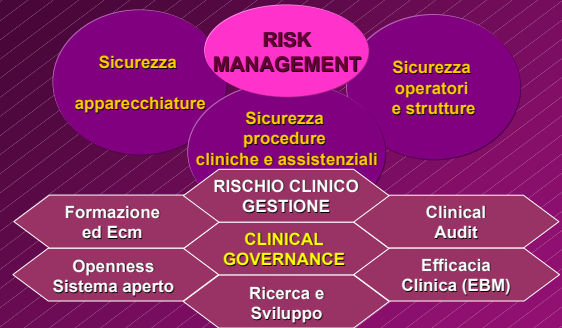 RISK
MANAGEMENT
Sicurezza
apparecchiature
Sicurezza
operatori
e strutture
Sicurezza
procedure
cliniche e assistenziali
RISCHIO CLINICO
GESTIONE
Formazione
ed Ecm
Clinical
Audit
CLINICAL
GOVERNANCE
Openness
Sistema aperto
Efficacia
Clinica (EBM)
Ricerca e
Sviluppo